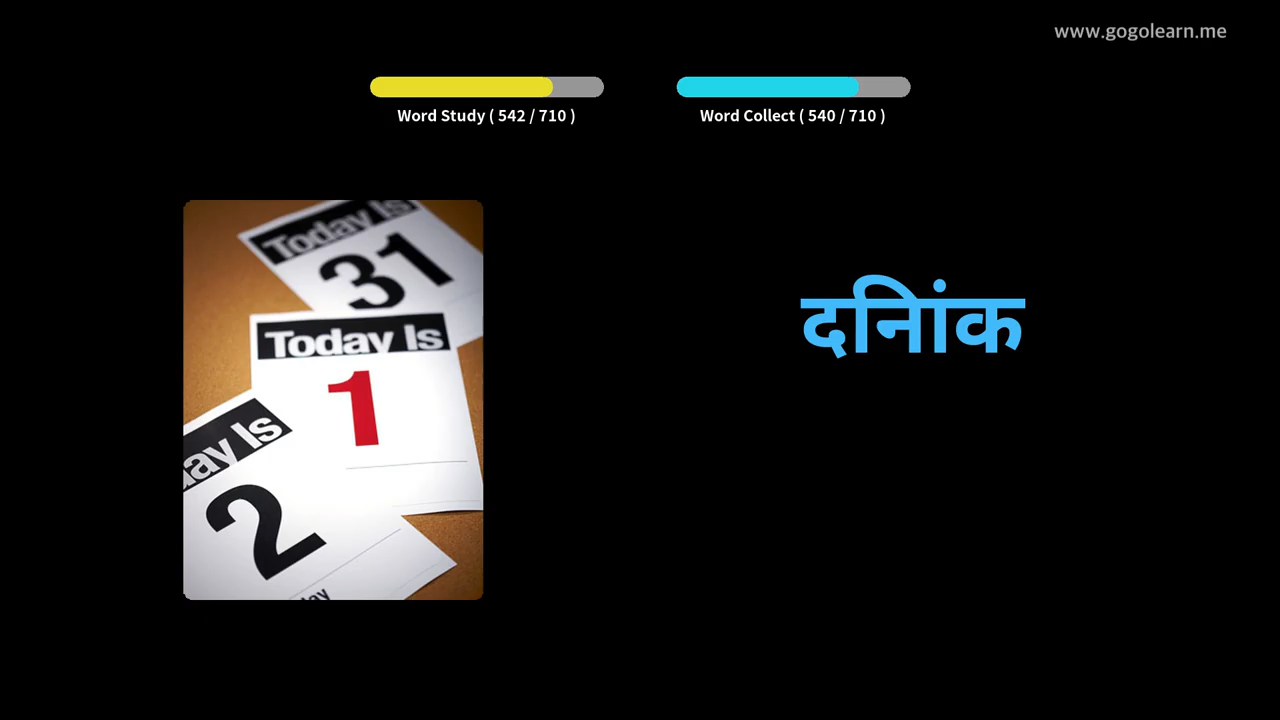 www.gogolearn.me
Word Study ( 542 / 710 )
Word Collect ( 540 / 710 )
Today Is
31
Today Is
1
दनिांक
ay Is
2